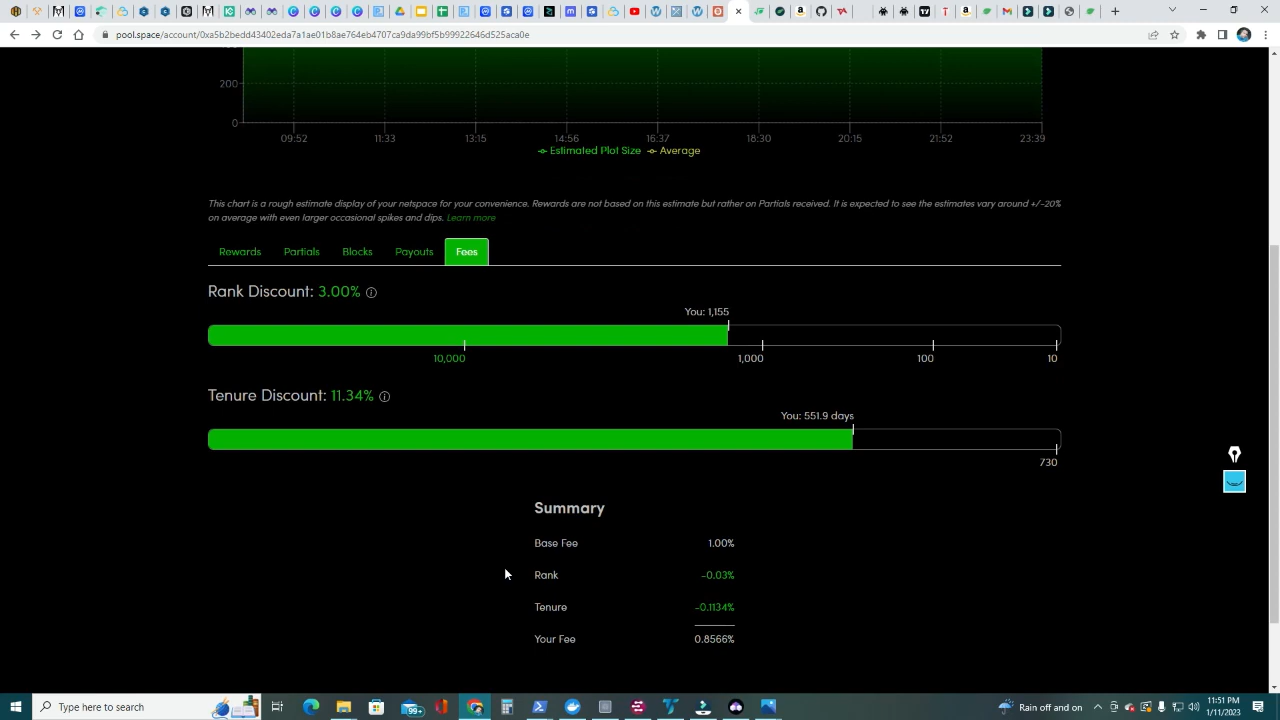 pool.space/account/0xa5b2bedd43402eda7a1ae01b8ae764eb4707ca9da99bf5b99922646d525aca0e
200
0
09:52 11:33 13:15 14:56 16:37 18:30 20:15 21:52 23:39
Estimated Plot Size Average
This chart is a rough estimate display of your netspace for your convenience. Rewards are not based on this estimate but rather on Partials received. It is expected to see the estimates vary around +/-20%
on average with even larger occasional spikes and dips. Learn more
Rewards Partials Blocks Payouts Fees
Rank Discount: 3.00%
You: 1,155
10,000 1,000 100 10
Tenure Discount: 11.34%
You: 551.9 days
730
Summary
Base Fee 1.00%
Rank -0.03%
Tenure -0.1134%
Your Fee 0.8566%
Type here to search
99+
Rain off and on
11:51 PM
1/11/2023